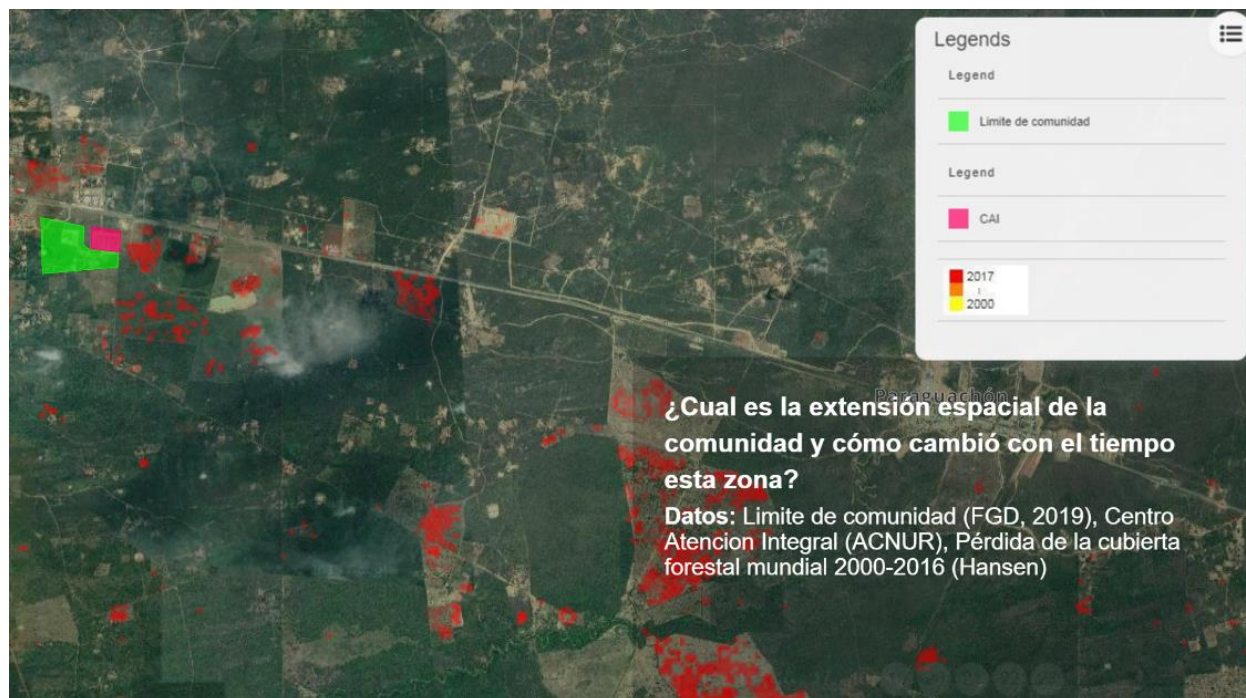 Legends
Legend
Limite de comunidad
Legend
CAI
2017
2000
Paraguachón
¿Cual es la extensión espacial de la
comunidad y cómo cambió con el tiempo
esta zona?
Datos: Limite de comunidad (FGD, 2019), Centro
Atencion Integral (ACNUR), Pérdida de la cubierta
forestal mundial 2000-2016 (Hansen)